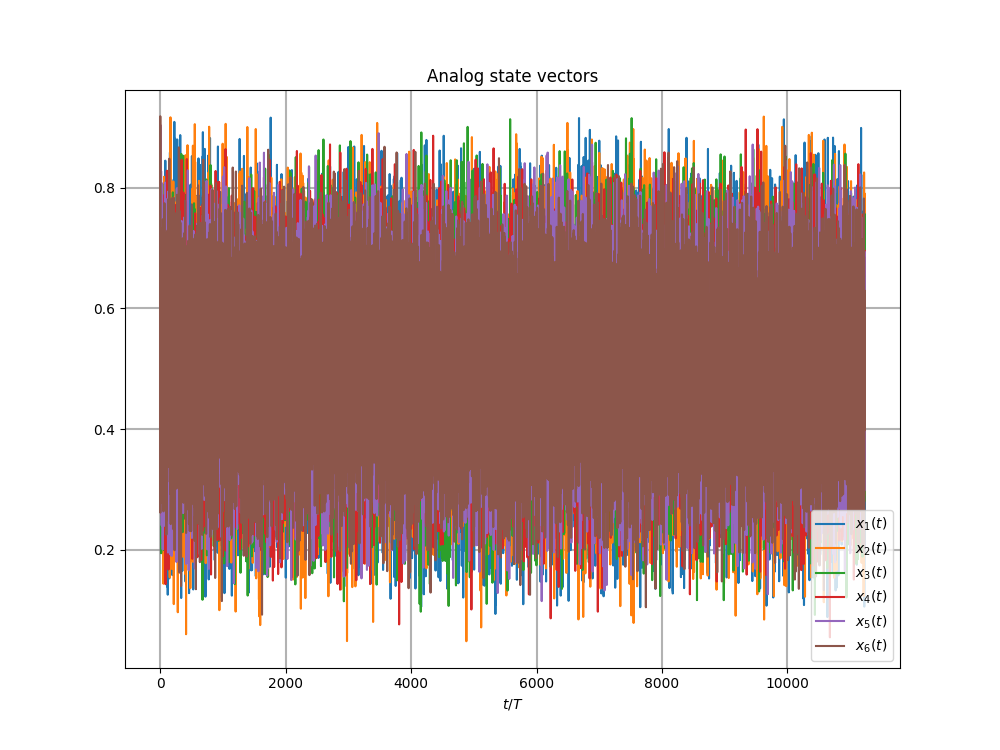 Analog state vectors
0.8
0.6
0.4
0.2
0 2000 4000 6000 8000 10000
t/T
x₁(t)
x₂(t)
x₃(t)
x₄(t)
x₅(t)
x₆(t)